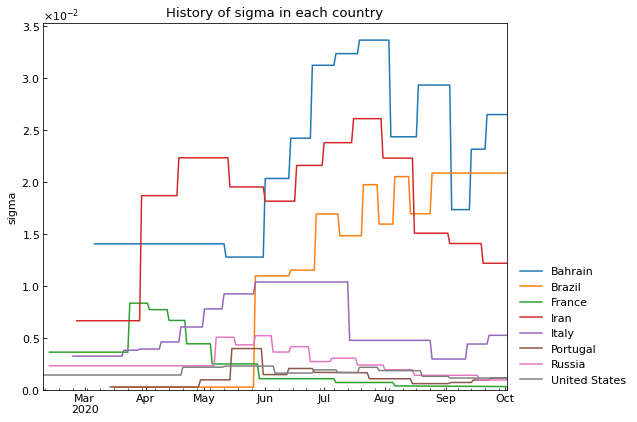 History of sigma in each country
×10⁻²
3.5
3.0
2.5
2.0
1.5
1.0
0.5
0.0
sigma
Mar
2020
Apr
May
Jun
Jul
Aug
Sep
Oct
Bahrain
Brazil
France
Iran
Italy
Portugal
Russia
United States